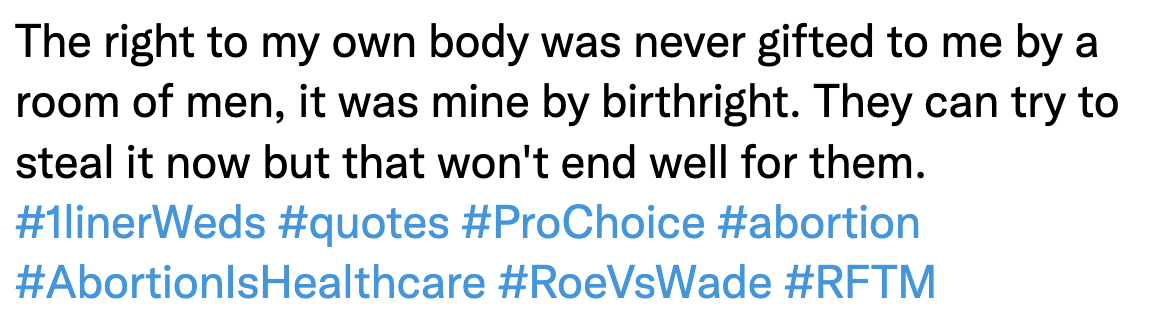 The right to my own body was never gifted to me by a
room of men, it was mine by birthright. They can try to
steal it now but that won't end well for them.
#1linerWeds #quotes #ProChoice #abortion
#AbortionIsHealthcare #RoeVsWade #RFTM